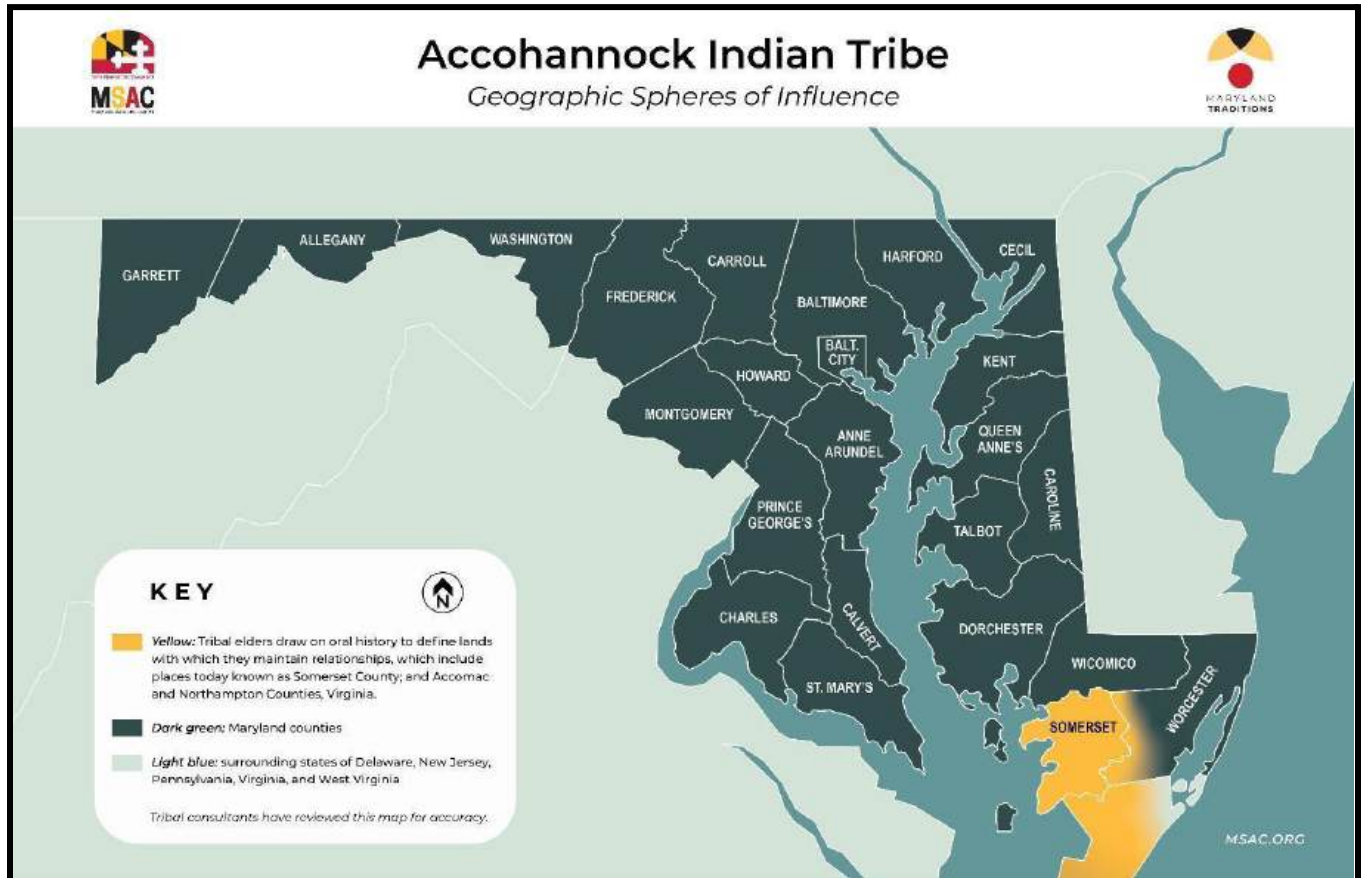 Accohannock Indian Tribe
Geographic Spheres of Influence
MSAC
MARYLAND
TRADITIONS
GARRETT
ALLEGANY
WASHINGTON
FREDERICK
CARROLL
BALTIMORE
HARFORD
CECIL
BALT.
CITY
KENT
HOWARD
MONTGOMERY
ANNE
ARUNDEL
QUEEN
ANNE'S
CAROLINE
PRINCE
GEORGE'S
TALBOT
CHARLES
CALVERT
DORCHESTER
ST. MARY'S
WICOMICO
WORCESTER
SOMERSET
KEY
N
Yellow: Tribal elders draw on oral history to define lands
with which they maintain relationships, which include
places today known as Somerset County; and Accomac
and Northampton Counties, Virginia.
Dark green: Maryland counties
Light blue: surrounding states of Delaware, New Jersey,
Pennsylvania, Virginia, and West Virginia
Tribal consultants have reviewed this map for accuracy.
MSAC.ORG